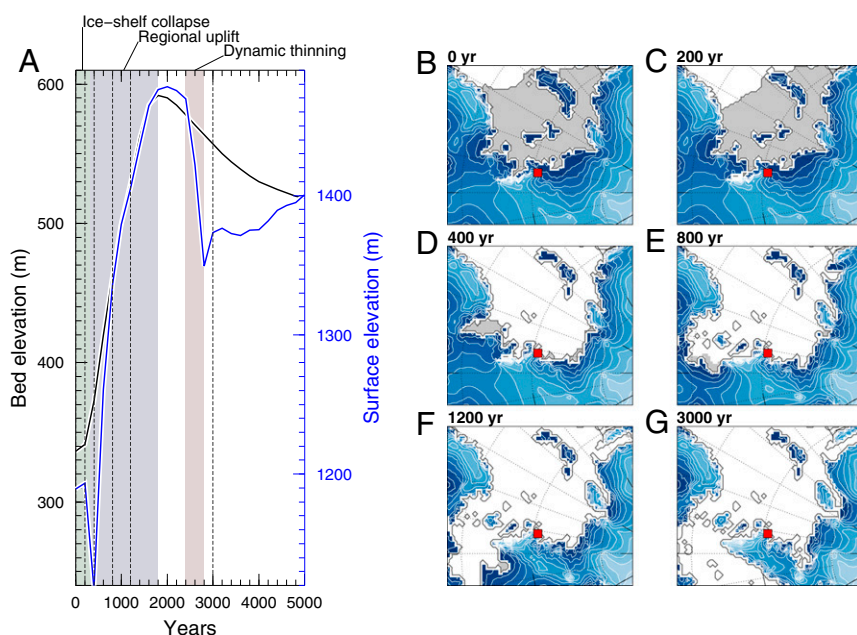 Ice-shelf collapse
Regional uplift
Dynamic thinning
A
600
500
400
300
Bed elevation (m)
1400
1300
1200
Surface elevation (m)
0 1000 2000 3000 4000 5000
Years
B 0 yr
C 200 yr
D 400 yr
E 800 yr
F 1200 yr
G 3000 yr